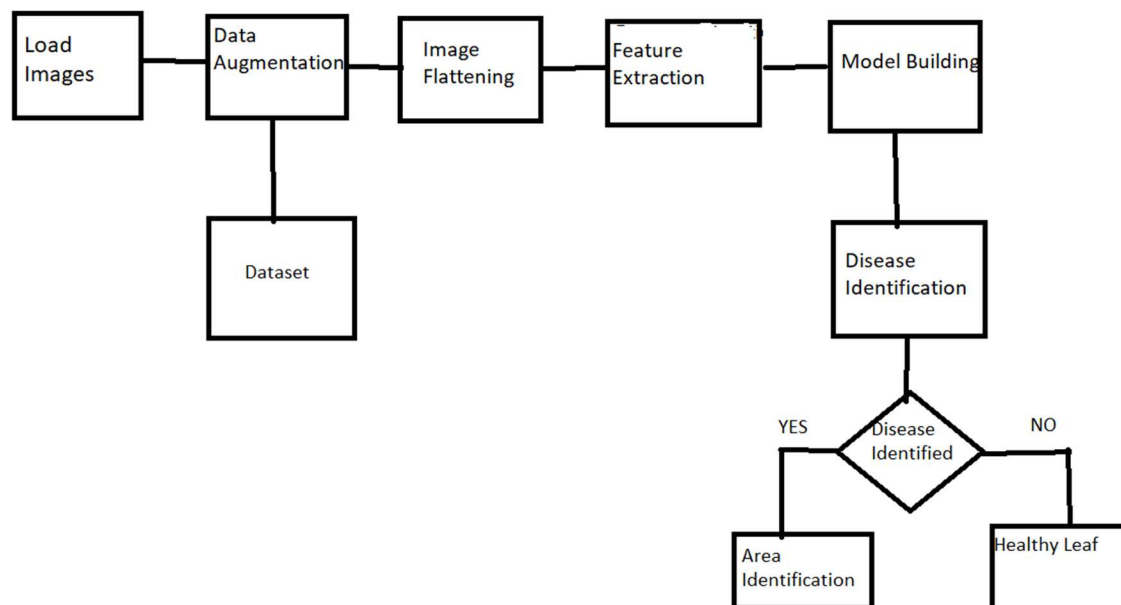 Load
Images
Data
Augmentation
Image
Flattening
Feature
Extraction
Model Building
Dataset
Disease
Identification
YES
Disease
Identified
NO
Area
Identification
Healthy Leaf